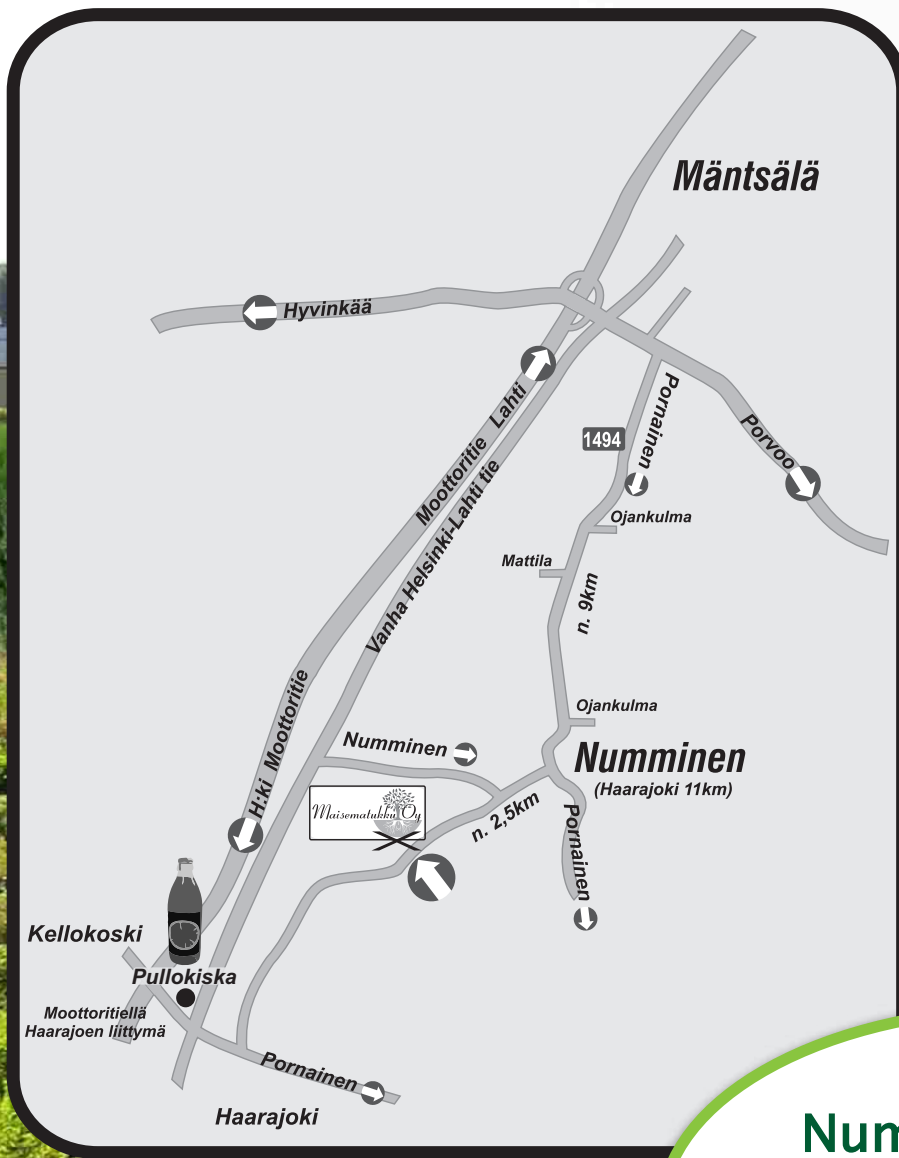 Mäntsälä
Hyvinkää
Moottoritie Lahti
Vanha Helsinki-Lahti tie
1494
Pornainen
Porvoo
Ojankulma
Mattila
n. 9km
Ojankulma
H:ki Moottoritie
Numminen
Numminen
(Haarajoki 11km)
Maisematukku Oy
n. 2,5km
Pornainen
Kellokoski
Pullokiska
Moottoritiellä
Haarajoen liittymä
Pornainen
Haarajoki
Num